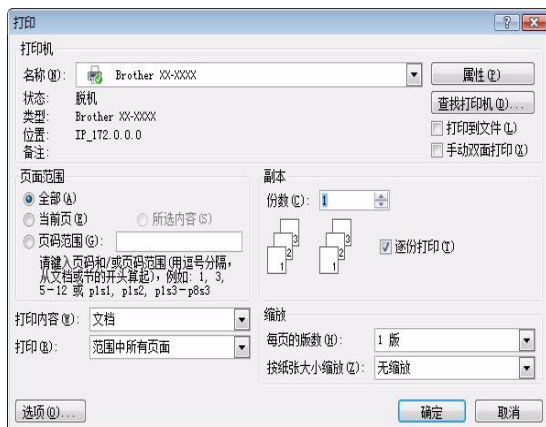 打印
打印机
名称(N): Brother XX-XXXX 属性(P)
状态: 脱机 查找打印机(D)...
类型: Brother XX-XXXX
位置: IP_172.0.0.0 打印到文件(L)
备注: 手动双面打印(X)
页面范围
全部(A)
当前页(E) 所选内容(S)
页码范围(G):
请键入页码和/或页码范围(用逗号分隔,
从文档或节的开头算起),例如: 1, 3,
5-12 或 p1s1, p1s2, p1s3-p8s3
副本
份数(C): 1
1 2 3 1 2 3
逐份打印(T)
打印内容(W): 文档
打印(R): 范围中所有页面
缩放
每页的版数(H): 1 版
按纸张大小缩放(Z): 无缩放
选项(O)... 确定 取消